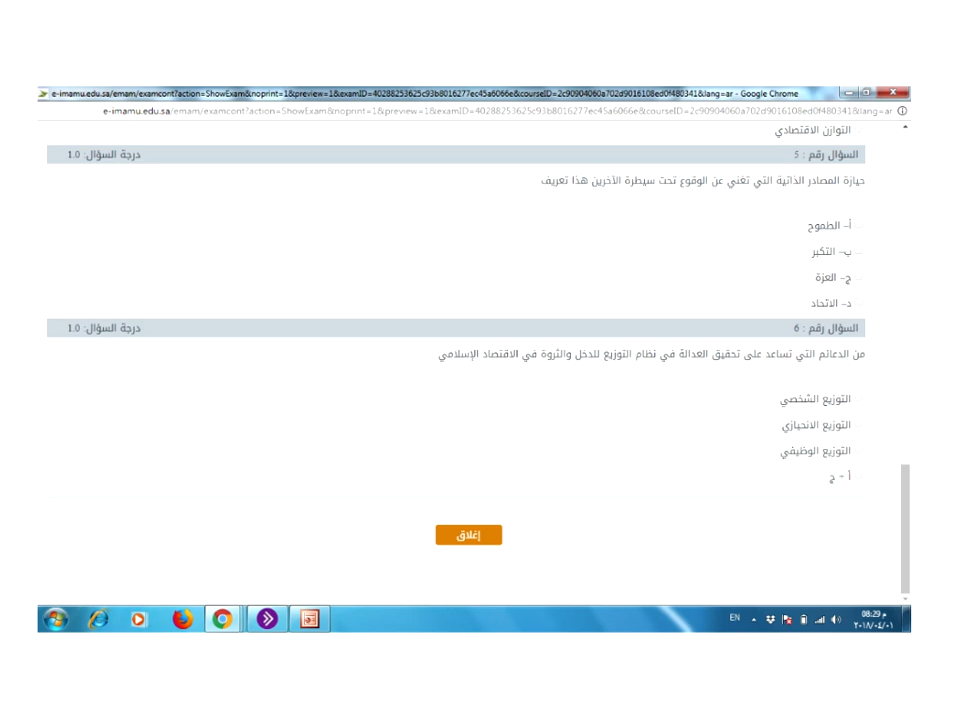 e-imamu.edu.sa/emam/examcont?action=ShowExam&noprint=1&preview=1&examID=40288253625c93b8016277ec45a6066e&courseID=2c90904060a702d9016108ed0f480341&lang=ar - Google Chrome
e-imamu.edu.sa/emam/examcont?action=ShowExam&noprint=1&preview=1&examID=40288253625c93b8016277ec45a6066e&courseID=2c90904060a702d9016108ed0f480341&lang=ar
التوازن الاقتصادي
السؤال رقم : 5 درجة السؤال: 1.0
حيازة المصادر الذاتية التي تغني عن الوقوع تحت سيطرة الآخرين هذا تعريف
أ– الطموح
ب– التكبر
ج– العزة
د– الاتحاد
السؤال رقم : 6 درجة السؤال: 1.0
من الدعائم التي تساعد على تحقيق العدالة في نظام التوزيع للدخل والثروة في الاقتصاد الإسلامي
التوزيع الشخصي
التوزيع الانحيازي
التوزيع الوظيفي
أ + ج
إغلاق
EN
08:29 م
٢٠١٨/٠٤/٠١